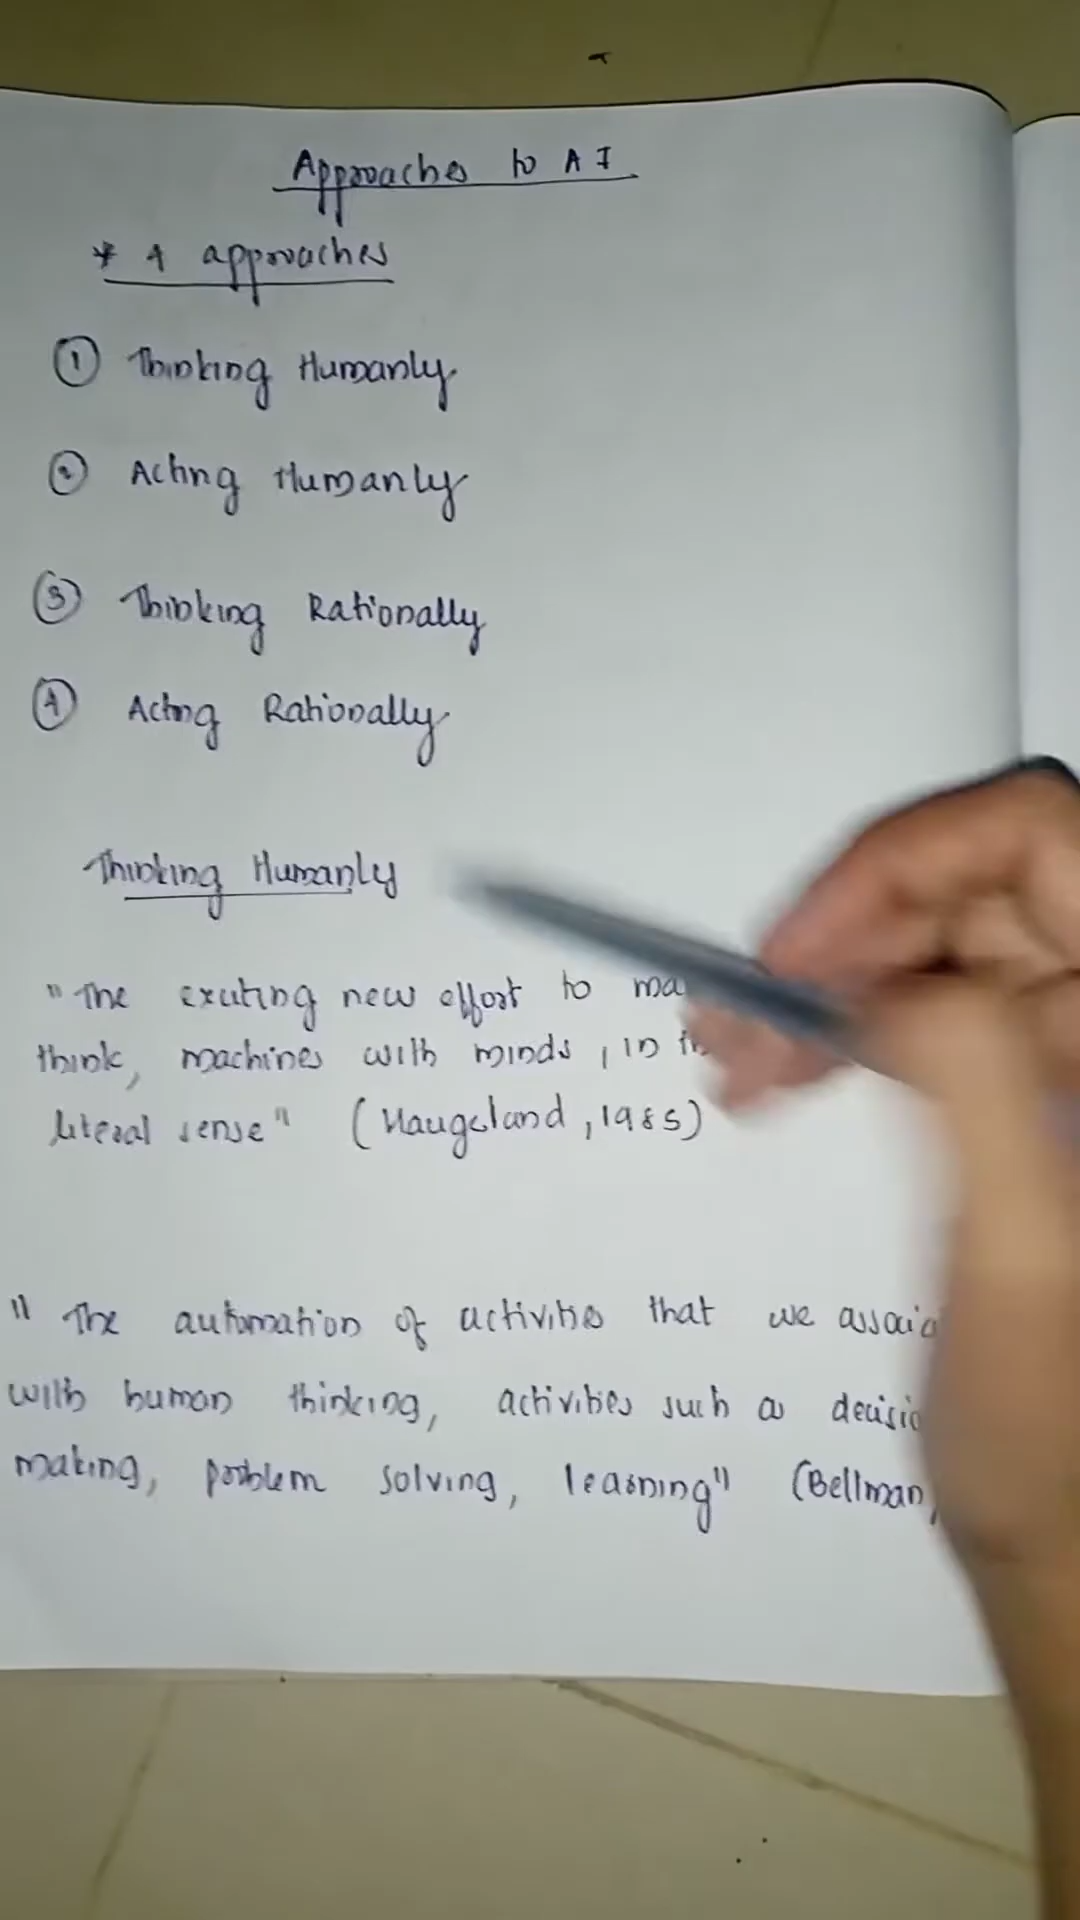 Approaches to AI
* 4 approaches
① Thinking Humanly
② Acting Humanly
③ Thinking Rationally
④ Acting Rationally
Thinking Humanly
"The exciting new effort to
think, machines with minds, in
literal sense" (Haugeland, 1985)
"The automation of activities that we
with human thinking, activities such as
making, problem solving, learning" (Bellman,